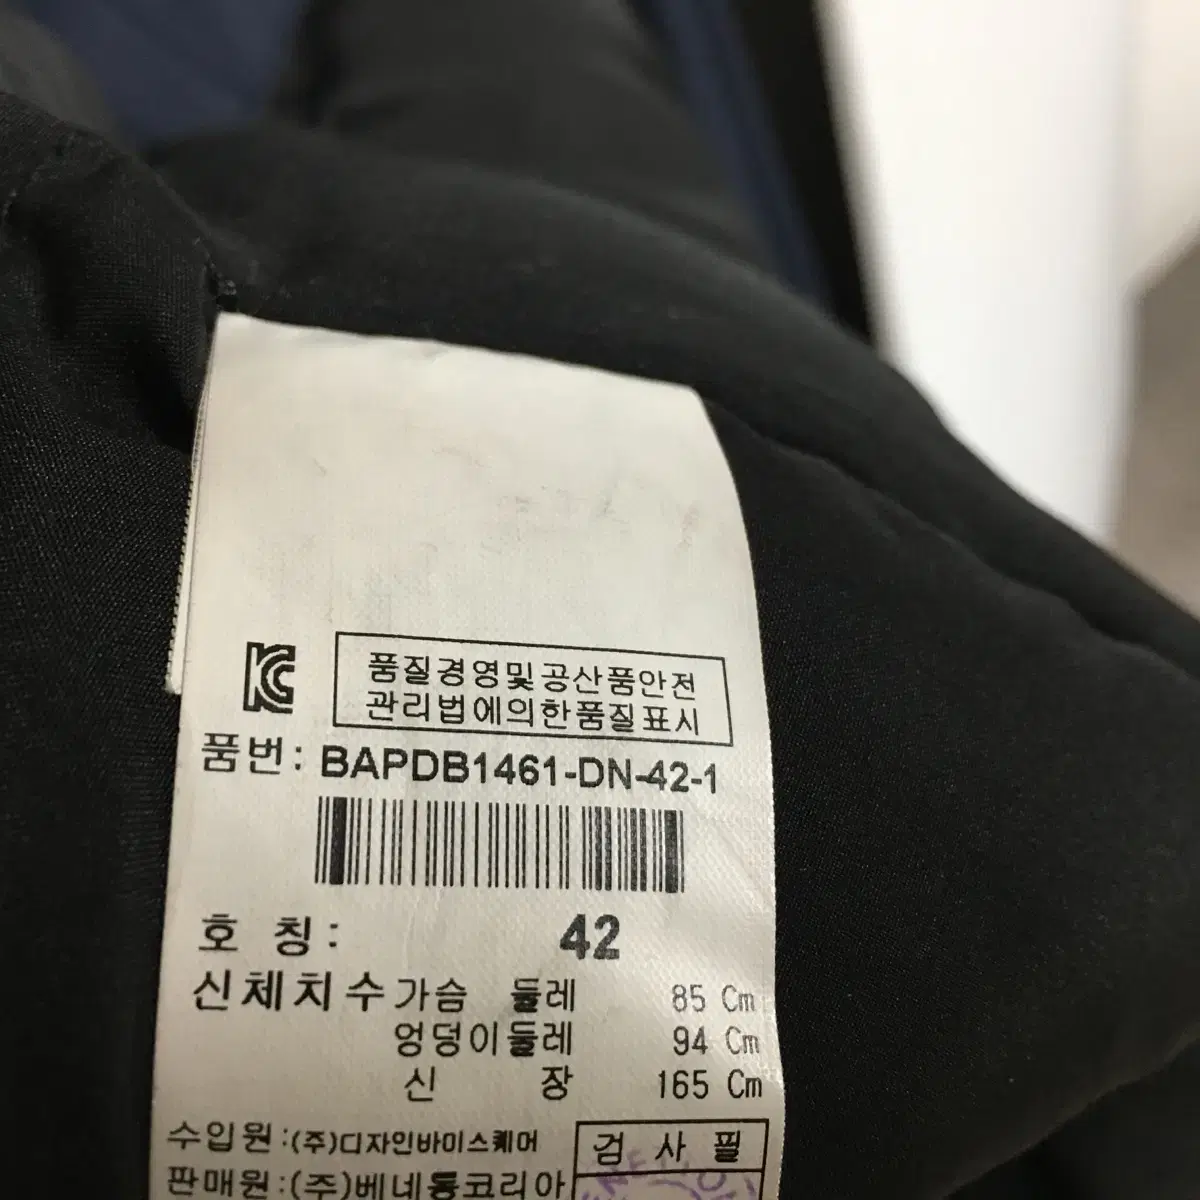 KC
품질경영및공산품안전
관리법에의한품질표시
품번: BAPDB1461-DN-42-1
호 칭: 42
신체치수 가슴 둘레 85 Cm
엉덩이둘레 94 Cm
신 장 165 Cm
수입원:(주)디자인바이미스퀘어
판매원:(주)베네통코리아
검 사 필